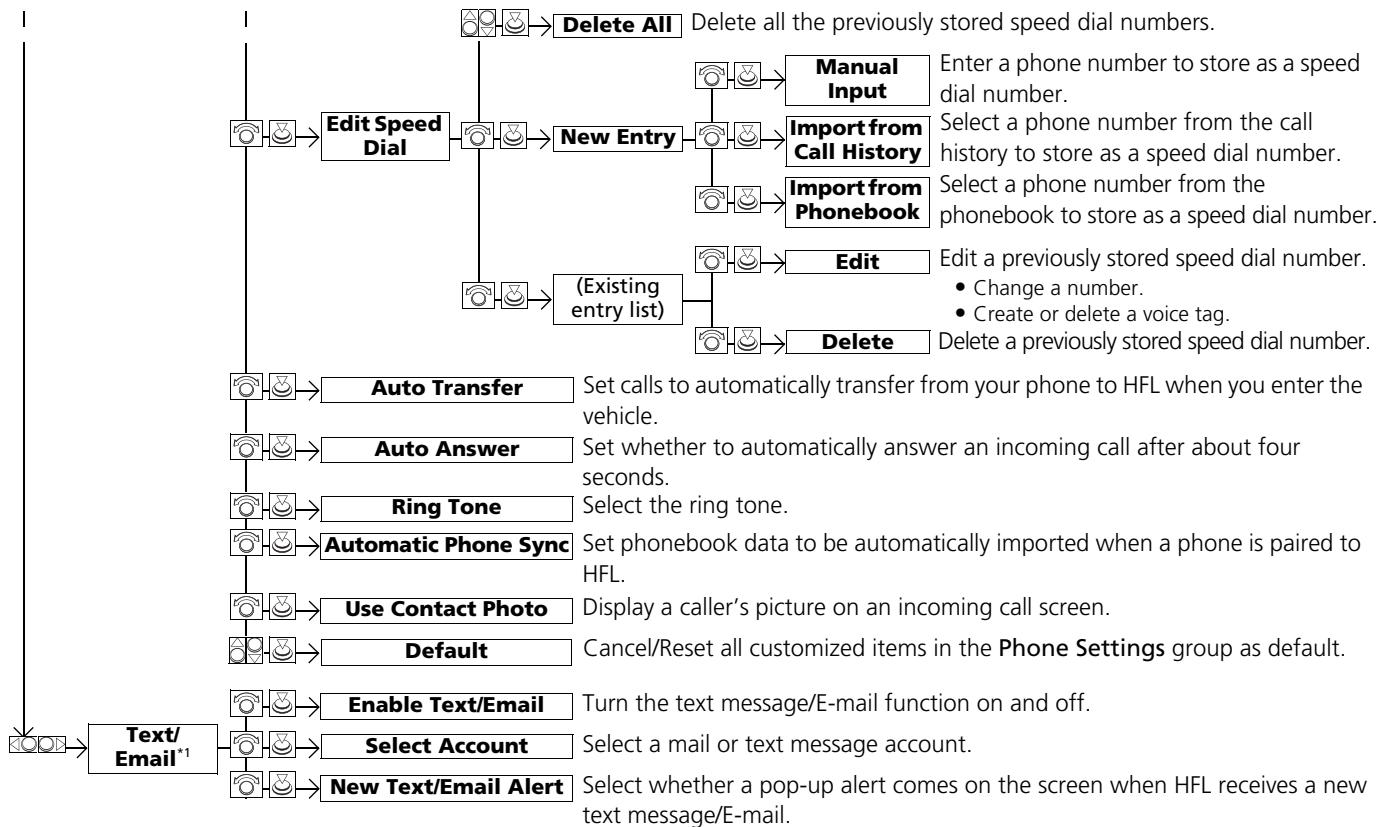 Delete All
Delete all the previously stored speed dial numbers.
Manual
Input
Enter a phone number to store as a speed
dial number.
Edit Speed
Dial
New Entry
Import from
Call History
Select a phone number from the call
history to store as a speed dial number.
Import from
Phonebook
Select a phone number from the
phonebook to store as a speed dial number.
(Existing
entry list)
Edit
Edit a previously stored speed dial number.
• Change a number.
• Create or delete a voice tag.
Delete
Delete a previously stored speed dial number.
Auto Transfer
Set calls to automatically transfer from your phone to HFL when you enter the
vehicle.
Auto Answer
Set whether to automatically answer an incoming call after about four
seconds.
Ring Tone
Select the ring tone.
Automatic Phone Sync
Set phonebook data to be automatically imported when a phone is paired to
HFL.
Use Contact Photo
Display a caller's picture on an incoming call screen.
Default
Cancel/Reset all customized items in the Phone Settings group as default.
Text/
Email*1
Enable Text/Email
Turn the text message/E-mail function on and off.
Select Account
Select a mail or text message account.
New Text/Email Alert
Select whether a pop-up alert comes on the screen when HFL receives a new
text message/E-mail.